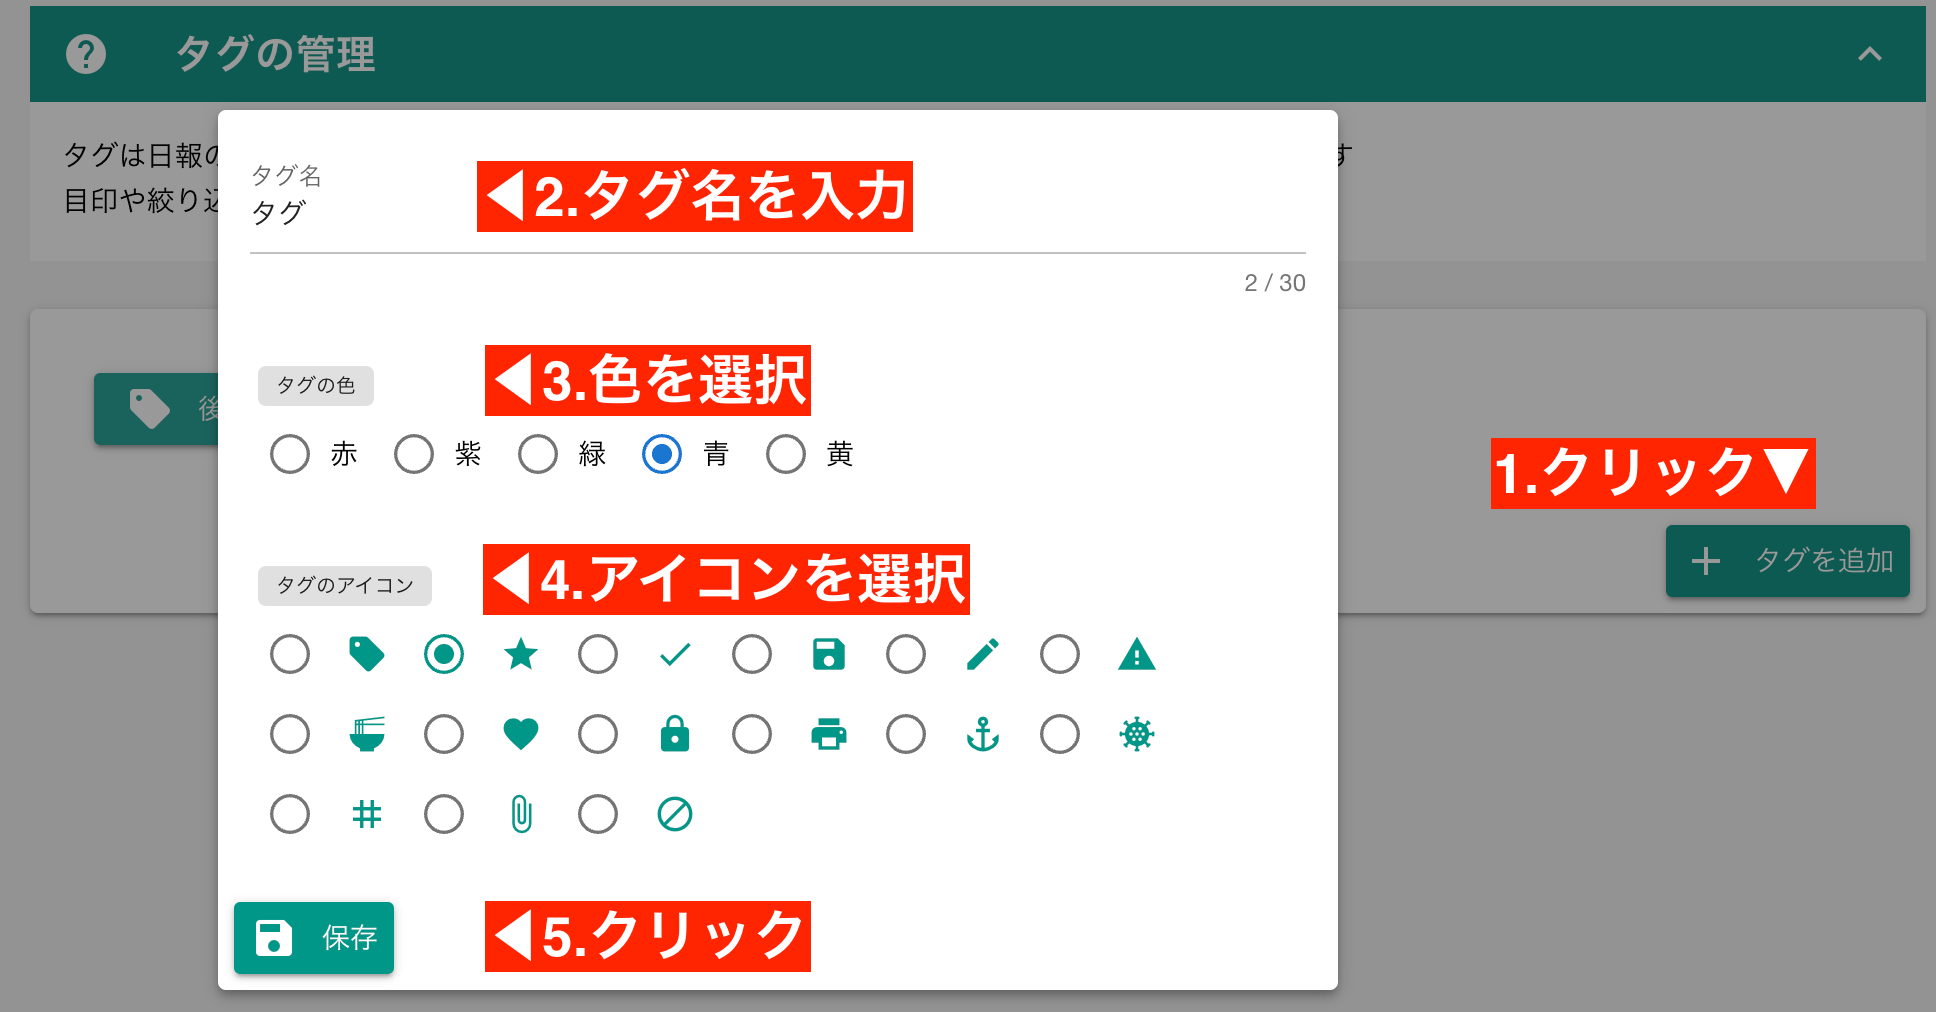 タグの管理
タグは日報の
す
目印や絞り込
タグ名
タグ
◀2.タグ名を入力
2 / 30
タグの色
◀3.色を選択
後
赤 紫 緑 青 黄
1.クリック▼
タグを追加
タグのアイコン
◀4.アイコンを選択
保存
◀5.クリック